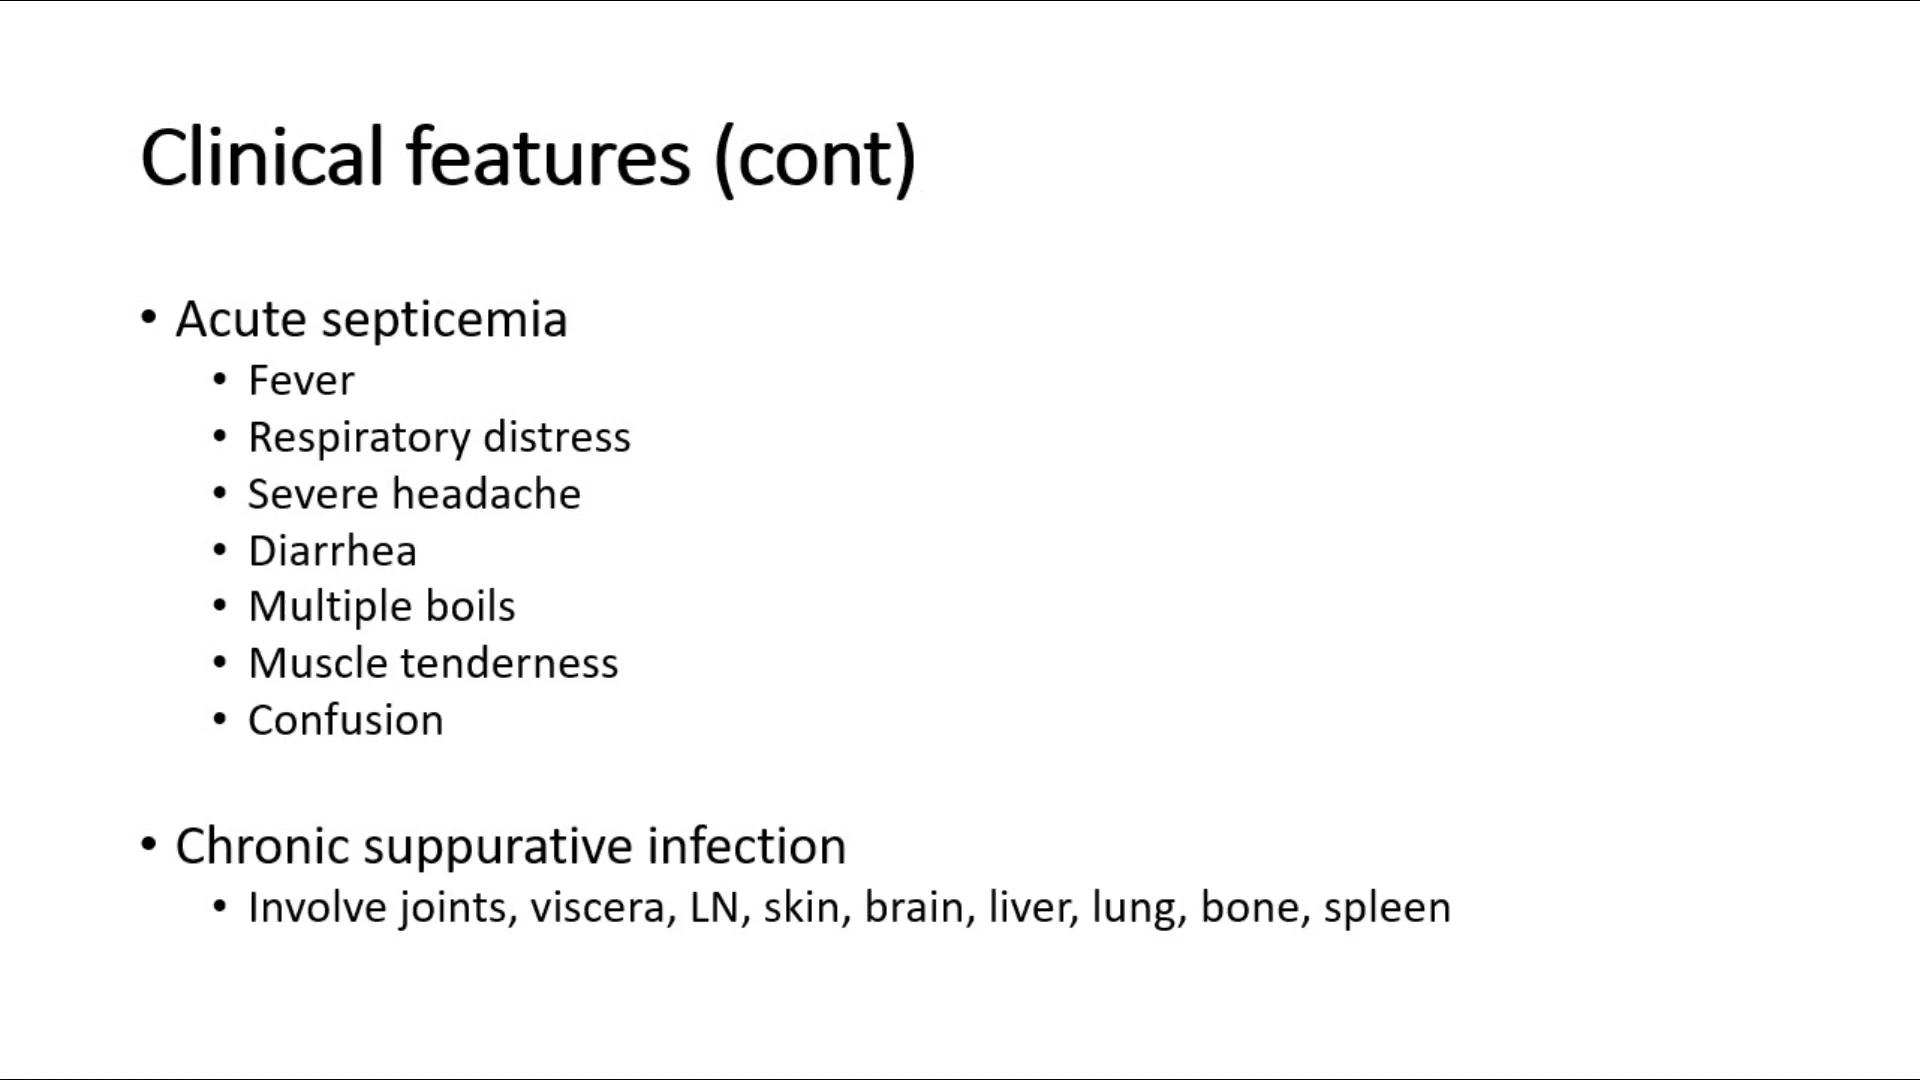 Clinical features (cont)
• Acute septicemia
• Fever
• Respiratory distress
• Severe headache
• Diarrhea
• Multiple boils
• Muscle tenderness
• Confusion
• Chronic suppurative infection
• Involve joints, viscera, LN, skin, brain, liver, lung, bone, spleen